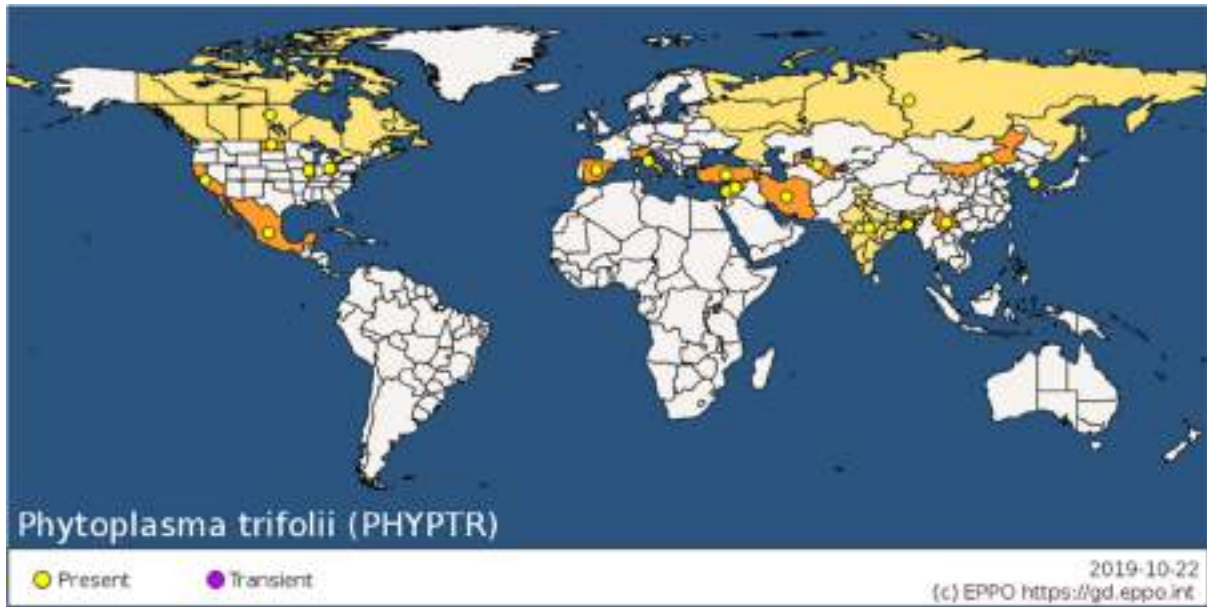 Phytoplasma trifolii (PHYPTR)
Present
Transient
2019-10-22
(c) EPPO https://gd.eppo.int